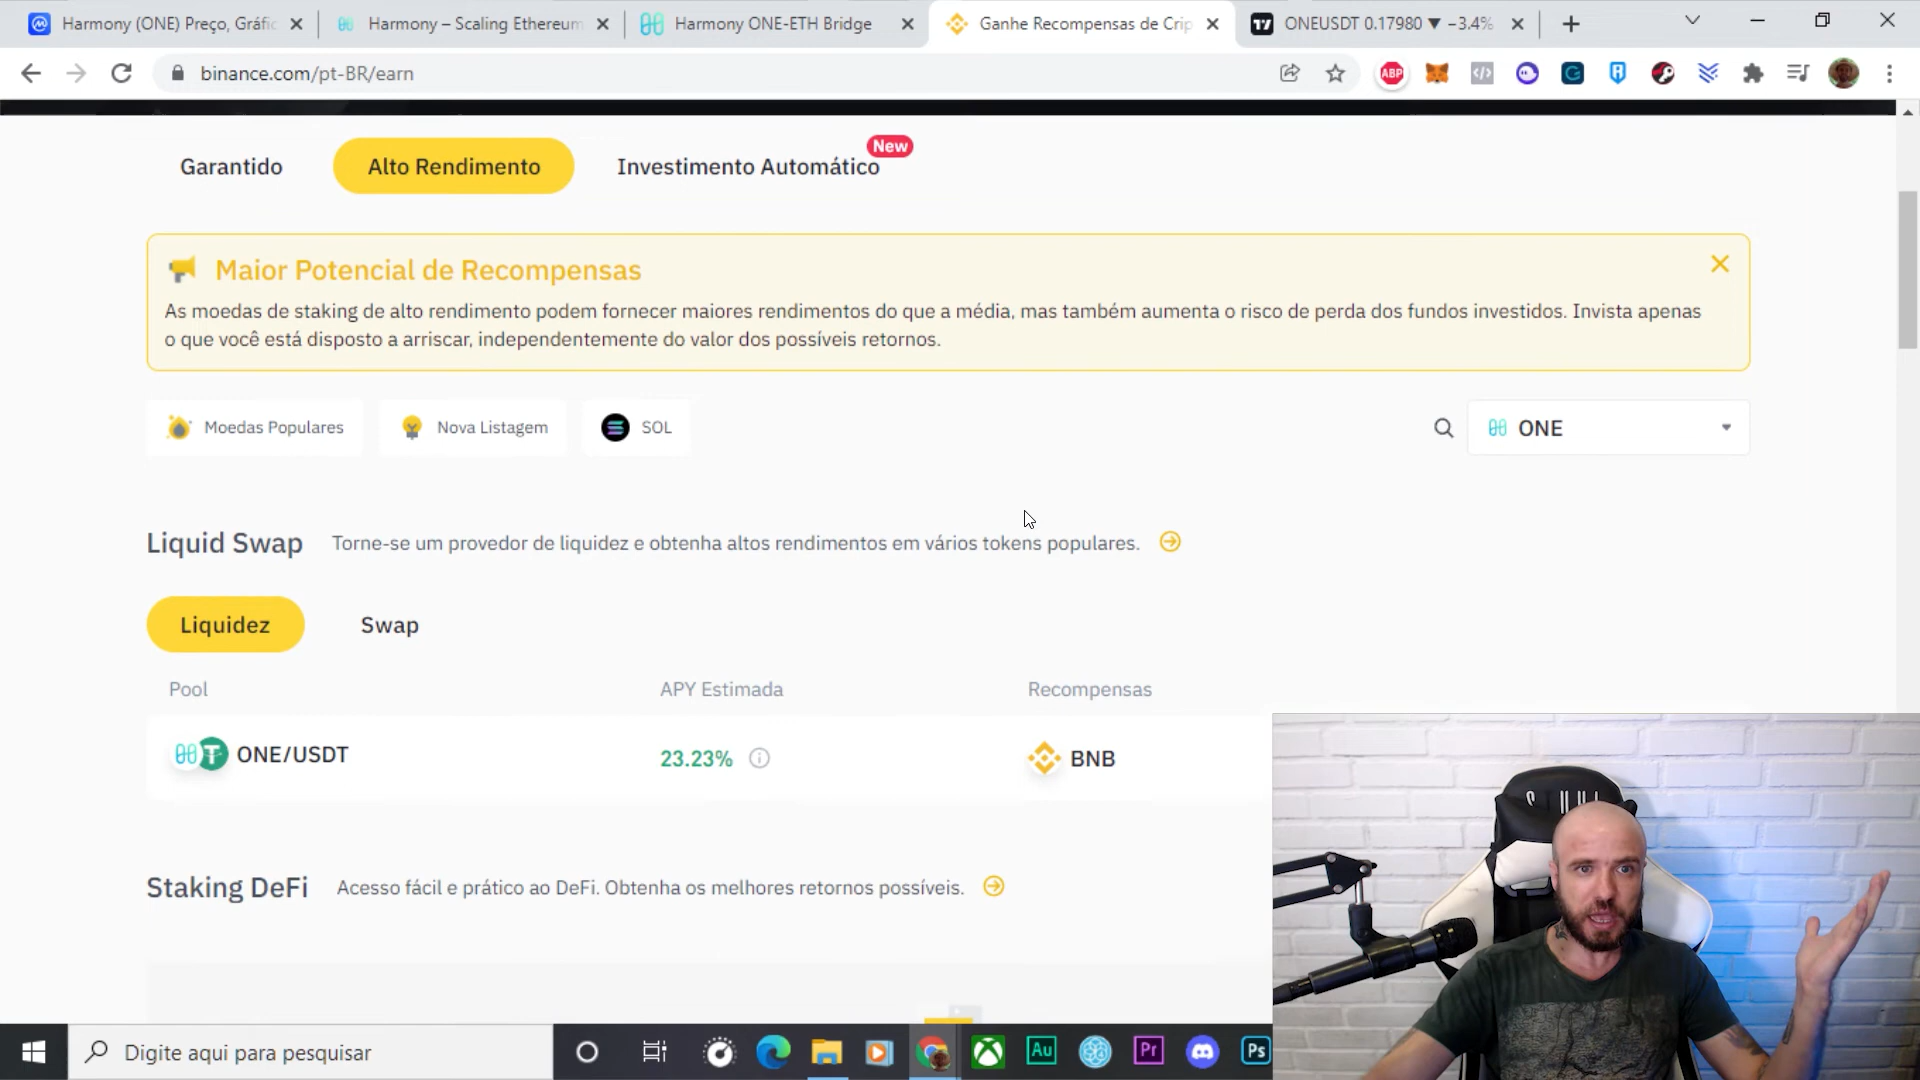 Harmony (ONE) Preço, Gráfic
Harmony – Scaling Ethereum
Harmony ONE-ETH Bridge
Ganhe Recompensas de Crip
ONEUSDT 0.17980 ▼ −3.4%
binance.com/pt-BR/earn
ABP
Garantido
Alto Rendimento
Investimento Automático
New
Maior Potencial de Recompensas
As moedas de staking de alto rendimento podem fornecer maiores rendimentos do que a média, mas também aumenta o risco de perda dos fundos investidos. Invista apenas
o que você está disposto a arriscar, independentemente do valor dos possíveis retornos.
Moedas Populares
Nova Listagem
SOL
ONE
Liquid Swap
Torne-se um provedor de liquidez e obtenha altos rendimentos em vários tokens populares.
Liquidez
Swap
Pool
APY Estimada
Recompensas
ONE/USDT
23.23%
BNB
Staking DeFi
Acesso fácil e prático ao DeFi. Obtenha os melhores retornos possíveis.
Digite aqui para pesquisar
Au
Pr
Ps